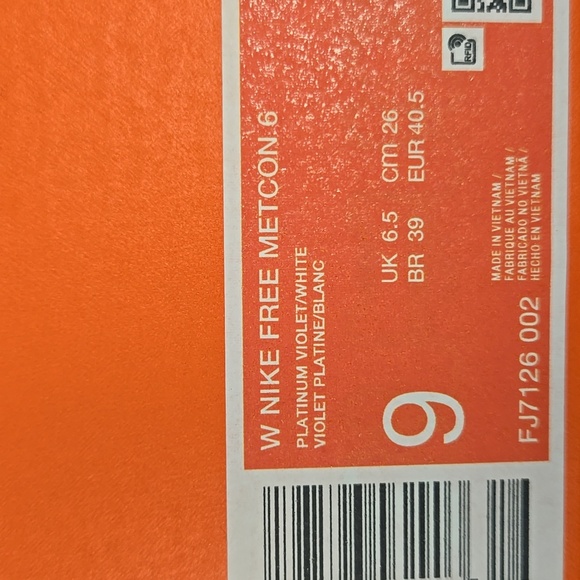 W NIKE FREE METCON 6
PLATINUM VIOLET/WHITE
VIOLET PLATINE/BLANC
9
UK 6.5 cm 26
BR 39 EUR 40.5
FJ7126 002
MADE IN VIETNAM /
FABRIQUE AU VIETNAM /
FABRICADO NO VIETNÃ /
HECHO EN VIETNAM
RFID